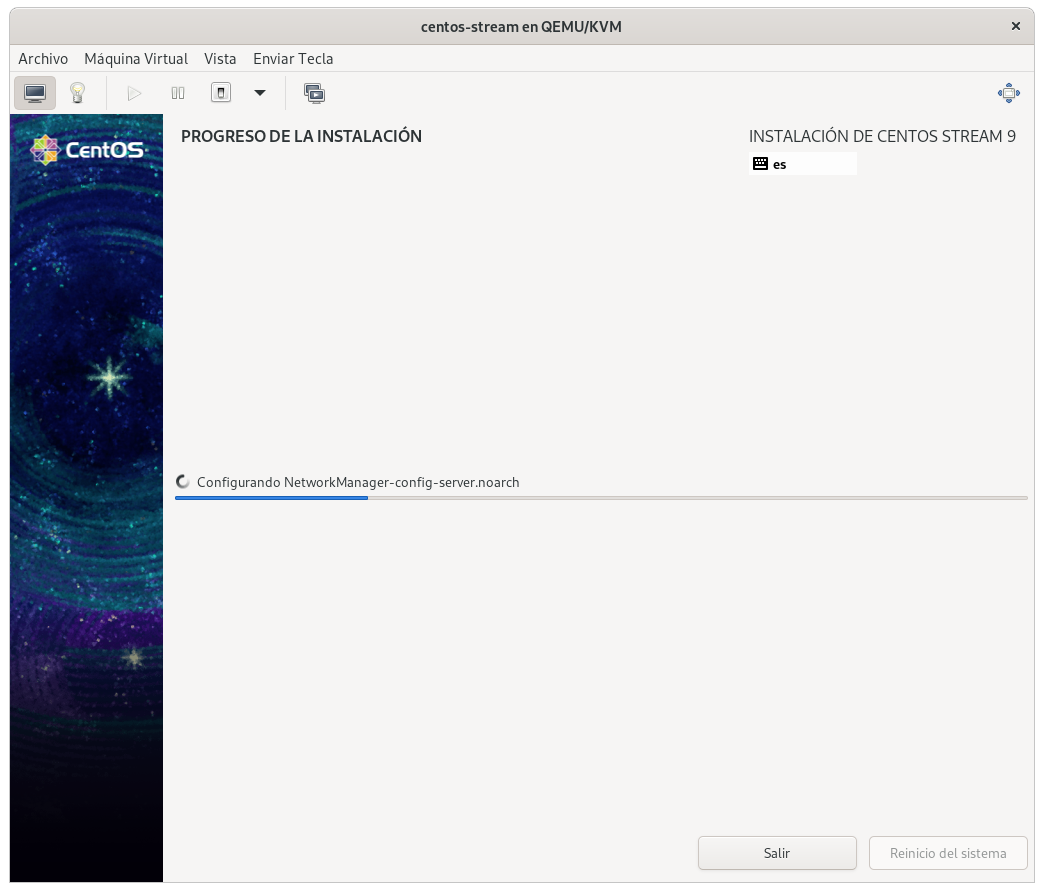 centos-stream en QEMU/KVM
Archivo Máquina Virtual Vista Enviar Tecla
CentOS
PROGRESO DE LA INSTALACIÓN
INSTALACIÓN DE CENTOS STREAM 9
es
Configurando NetworkManager-config-server.noarch
Salir
Reinicio del sistema